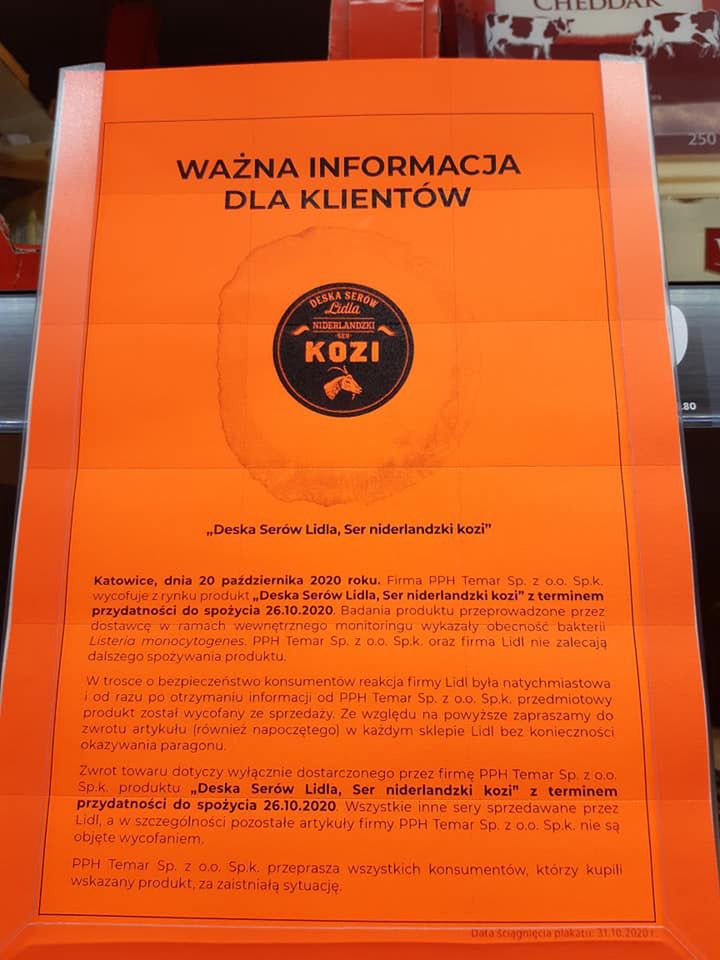 CHEDDAR
250
80
WAŻNA INFORMACJA
DLA KLIENTÓW
DESKA SERÓW
Lidla
NIDERLANDZKI
SER
KOZI
„Deska Serów Lidla, Ser niderlandzki kozi”
Katowice, dnia 20 października 2020 roku. Firma PPH Temar Sp. z o.o. Sp.k.
wycofuje z rynku produkt „Deska Serów Lidla, Ser niderlandzki kozi” z terminem
przydatności do spożycia 26.10.2020. Badania produktu przeprowadzone przez
dostawcę w ramach wewnętrznego monitoringu wykazały obecność bakterii
Listeria monocytogenes. PPH Temar Sp. z o.o. Sp.k. oraz firma Lidl nie zalecają
dalszego spożywania produktu.
W trosce o bezpieczeństwo konsumentów reakcja firmy Lidl była natychmiastowa
i od razu po otrzymaniu informacji od PPH Temar Sp. z o.o. Sp.k. przedmiotowy
produkt został wycofany ze sprzedaży. Ze względu na powyższe zapraszamy do
zwrotu artykułu (również napoczętego) w każdym sklepie Lidl bez konieczności
okazywania paragonu.
Zwrot towaru dotyczy wyłącznie dostarczonego przez firmę PPH Temar Sp. z o.o.
Sp.k. produktu „Deska Serów Lidla, Ser niderlandzki kozi” z terminem
przydatności do spożycia 26.10.2020. Wszystkie inne sery sprzedawane przez
Lidl, a w szczególności pozostałe artykuły firmy PPH Temar Sp. z o.o. Sp.k. nie są
objęte wycofaniem.
PPH Temar Sp. z o.o. Sp.k. przeprasza wszystkich konsumentów, którzy kupili
wskazany produkt, za zaistniałą sytuację.
Data ściągnięcia plakatu: 31.10.2020 r.